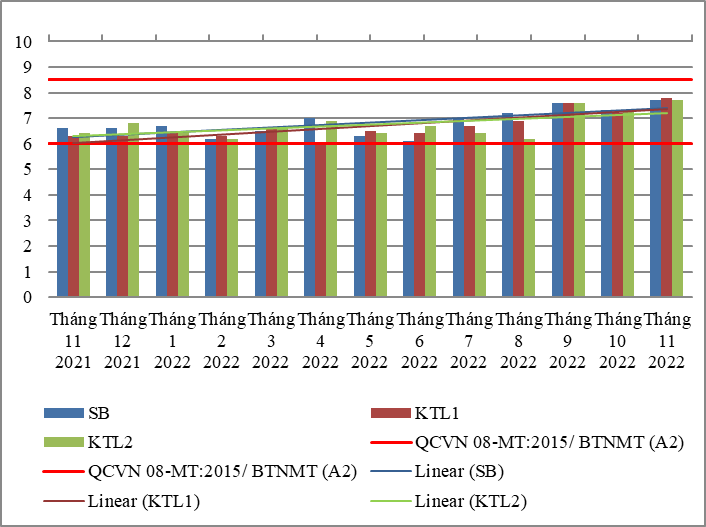 10
9
8
7
6
5
4
3
2
1
0
Tháng Tháng Tháng Tháng Tháng Tháng Tháng Tháng Tháng Tháng Tháng Tháng Tháng
11 12 1 2 3 4 5 6 7 8 9 10 11
2021 2021 2022 2022 2022 2022 2022 2022 2022 2022 2022 2022 2022
SB KTL1
KTL2 QCVN 08-MT:2015/ BTNMT (A2)
QCVN 08-MT:2015/ BTNMT (A2) Linear (SB)
Linear (KTL1) Linear (KTL2)